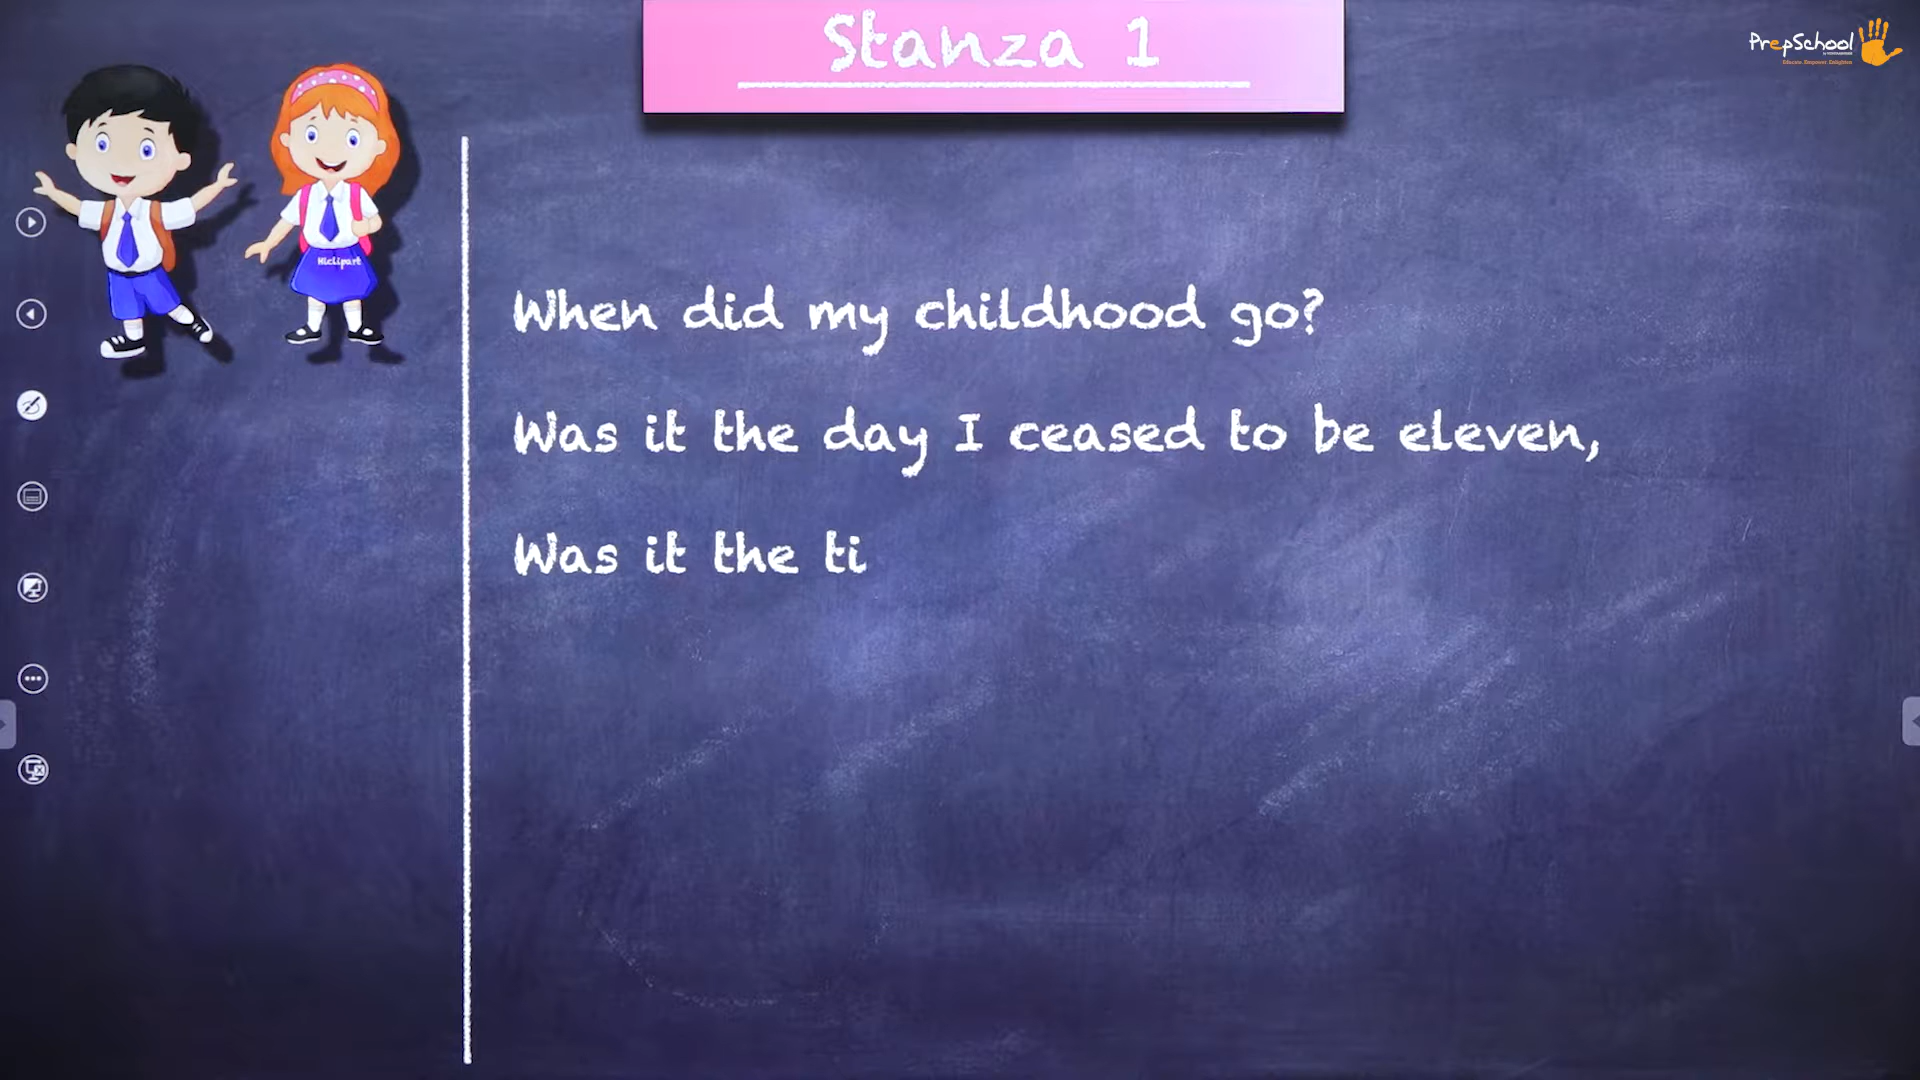 Stanza 1
PrepSchool
Hiclipart
When did my childhood go?
Was it the day I ceased to be eleven,
Was it the ti